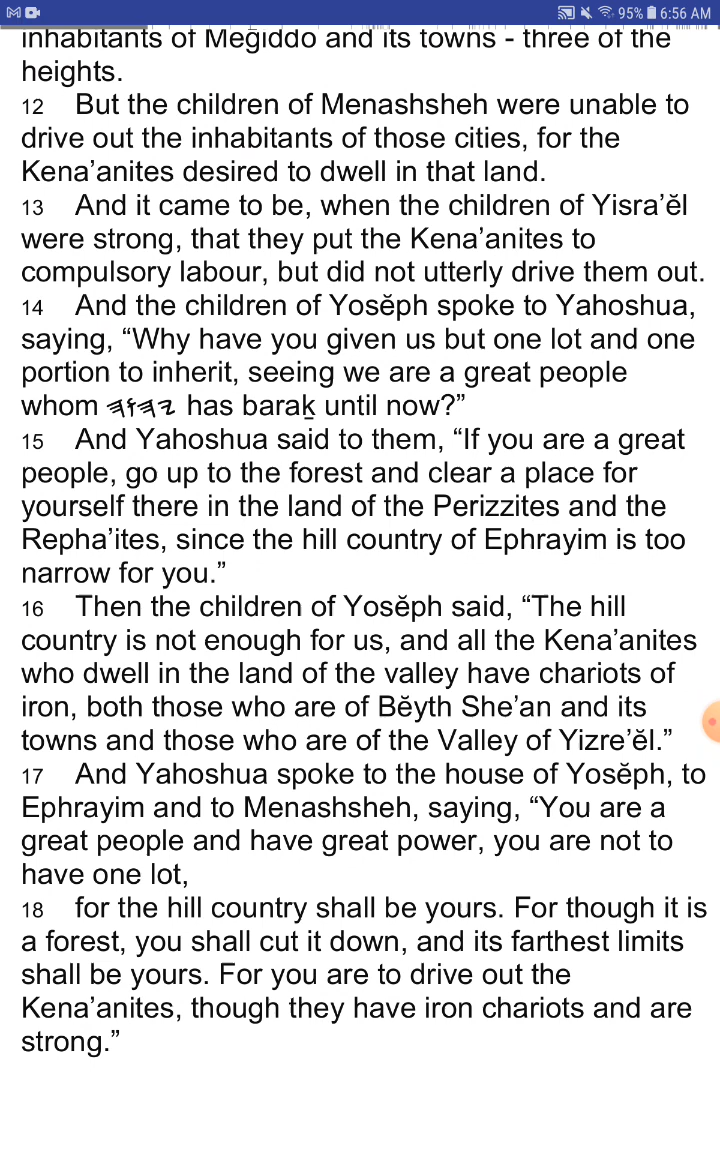 95% 6:56 AM
inhabitants of Meḡiddo and its towns - three of the
heights.
12 But the children of Menashsheh were unable to
drive out the inhabitants of those cities, for the
Kena’anites desired to dwell in that land.
13 And it came to be, when the children of Yisra’ĕl
were strong, that they put the Kena’anites to
compulsory labour, but did not utterly drive them out.
14 And the children of Yosĕph spoke to Yahoshua,
saying, “Why have you given us but one lot and one
portion to inherit, seeing we are a great people
whom 𐤉𐤄𐤅𐤄 has baraḵ until now?”
15 And Yahoshua said to them, “If you are a great
people, go up to the forest and clear a place for
yourself there in the land of the Perizzites and the
Repha’ites, since the hill country of Ephrayim is too
narrow for you.”
16 Then the children of Yosĕph said, “The hill
country is not enough for us, and all the Kena’anites
who dwell in the land of the valley have chariots of
iron, both those who are of Bĕyth She’an and its
towns and those who are of the Valley of Yizre’ĕl.”
17 And Yahoshua spoke to the house of Yosĕph, to
Ephrayim and to Menashsheh, saying, “You are a
great people and have great power, you are not to
have one lot,
18 for the hill country shall be yours. For though it is
a forest, you shall cut it down, and its farthest limits
shall be yours. For you are to drive out the
Kena’anites, though they have iron chariots and are
strong.”